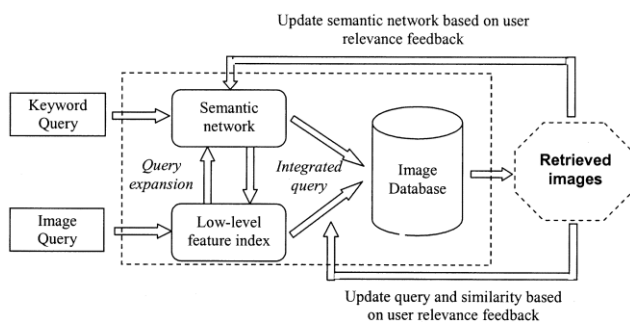 Update semantic network based on user
relevance feedback
Keyword
Query
Semantic
network
Query
expansion
Integrated
query
Image
Database
Retrieved
images
Image
Query
Low-level
feature index
Update query and similarity based
on user relevance feedback